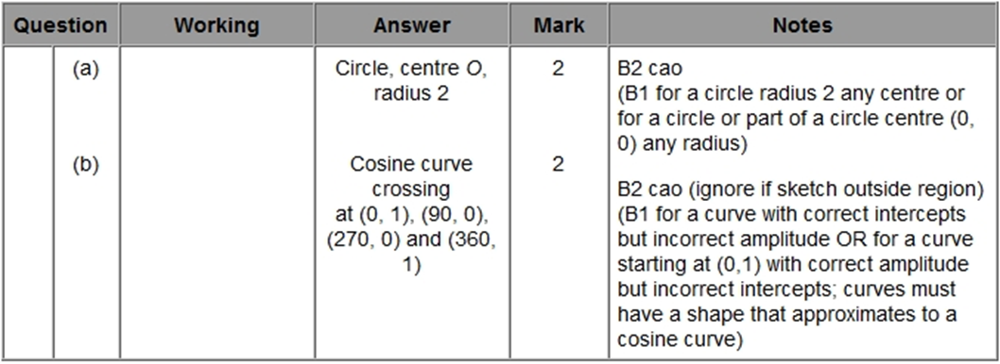 Question Working Answer Mark Notes
(a) Circle, centre O, 2 B2 cao
radius 2 (B1 for a circle radius 2 any centre or
for a circle or part of a circle centre (0,
0) any radius)
(b) Cosine curve 2
crossing B2 cao (ignore if sketch outside region)
at (0, 1), (90, 0), (B1 for a curve with correct intercepts
(270, 0) and (360, but incorrect amplitude OR for a curve
1) starting at (0,1) with correct amplitude
but incorrect intercepts; curves must
have a shape that approximates to a
cosine curve)